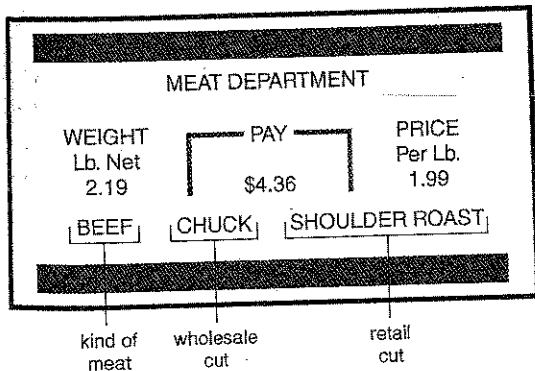 MEAT DEPARTMENT
WEIGHT PAY PRICE
Lb. Net Per Lb.
2.19 $4.36 1.99
BEEF CHUCK SHOULDER ROAST
kind of wholesale retail
meat cut cut